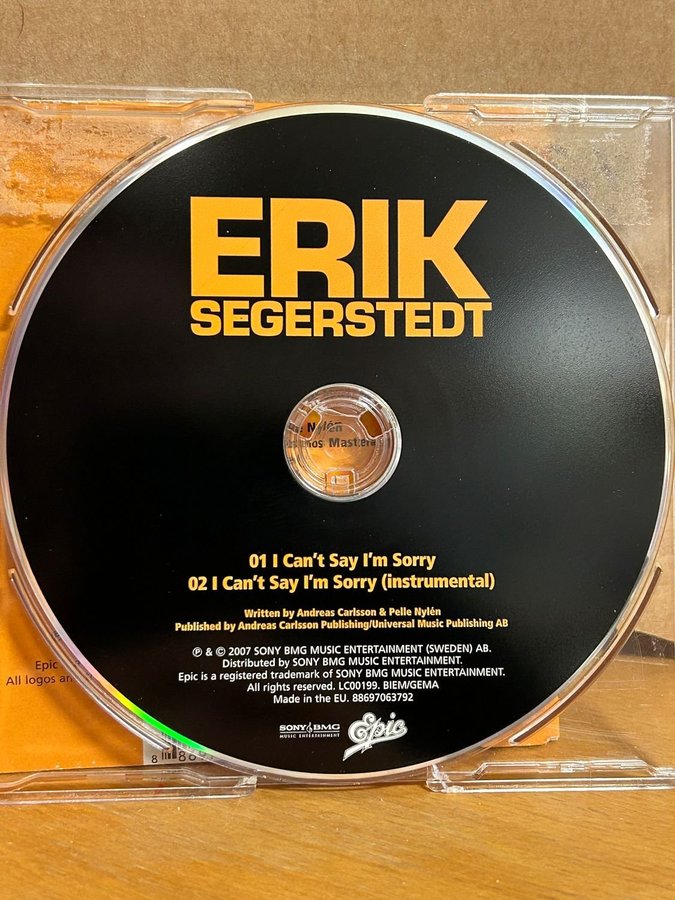 ERIK
SEGERSTEDT
Nylén
Master
01 I Can't Say I'm Sorry
02 I Can't Say I'm Sorry (instrumental)
Written by Andreas Carlsson & Pelle Nylén
Published by Andreas Carlsson Publishing/Universal Music Publishing AB
℗ & © 2007 SONY BMG MUSIC ENTERTAINMENT (SWEDEN) AB.
Distributed by SONY BMG MUSIC ENTERTAINMENT.
Epic is a registered trademark of SONY BMG MUSIC ENTERTAINMENT.
All rights reserved. LC00199. BIEM/GEMA
Made in the EU. 88697063792
SONY BMG
MUSIC ENTERTAINMENT
Epic
Epic
All logos an
8